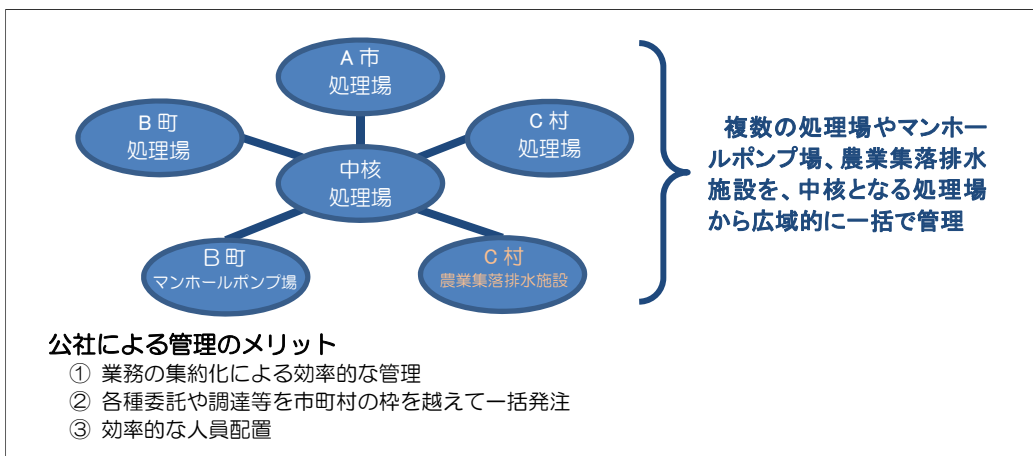 A 市
処理場
B 町
処理場
C 村
処理場
中核
処理場
B 町
マンホールポンプ場
C 村
農業集落排水施設
複数の処理場やマンホー
ルポンプ場、農業集落排水
施設を、中核となる処理場
から広域的に一括で管理
公社による管理のメリット
① 業務の集約化による効率的な管理
② 各種委託や調達等を市町村の枠を越えて一括発注
③ 効率的な人員配置